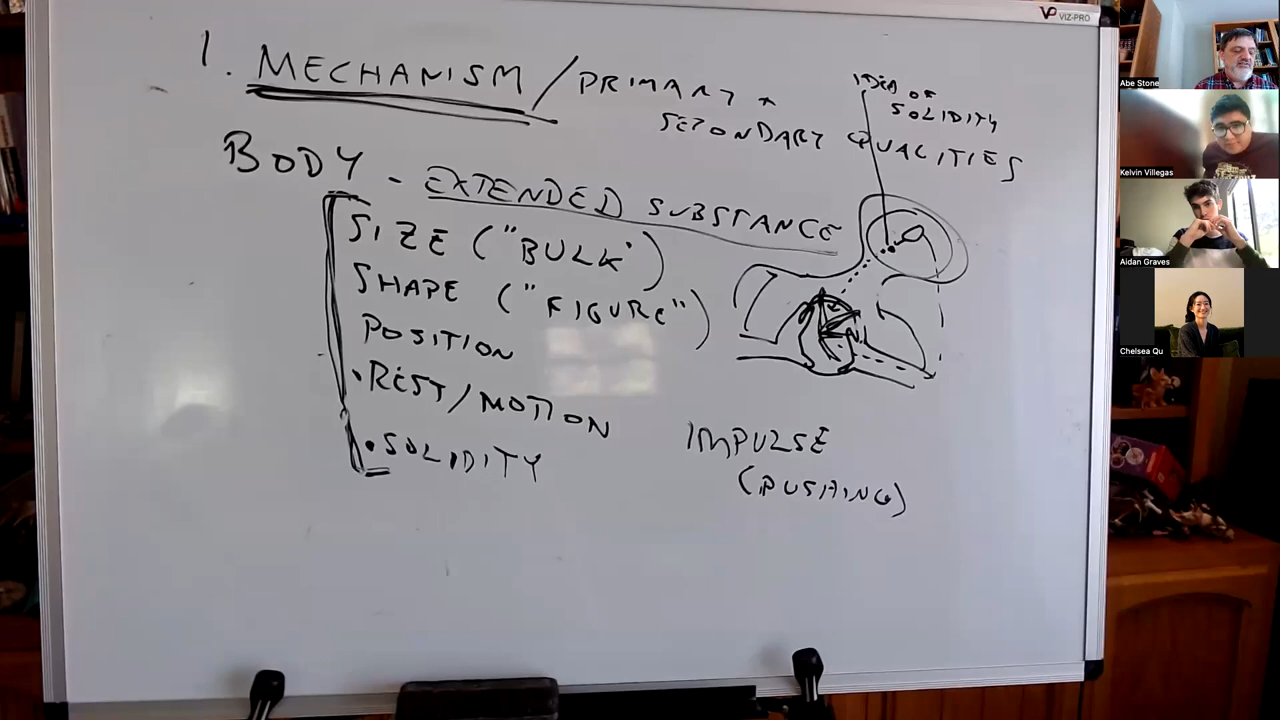 VP VIZ-PRO
1. MECHANISM / PRIMARY +
SECONDARY QUALITIES
IDEA OF
SOLIDITY
BODY - EXTENDED SUBSTANCE
SIZE ("BULK")
SHAPE ("FIGURE")
POSITION
• REST/MOTION
• SOLIDITY
IMPULSE
(PUSHING)
Abe Stone
Kelvin Villegas
Aidan Graves
Chelsea Qu